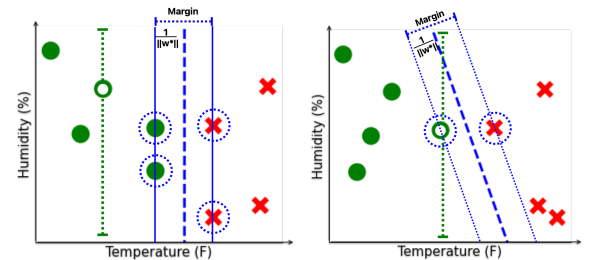 Margin
1
||w*||
Humidity (%)
Temperature (F)
Margin
1
||w*||
Humidity (%)
Temperature (F)